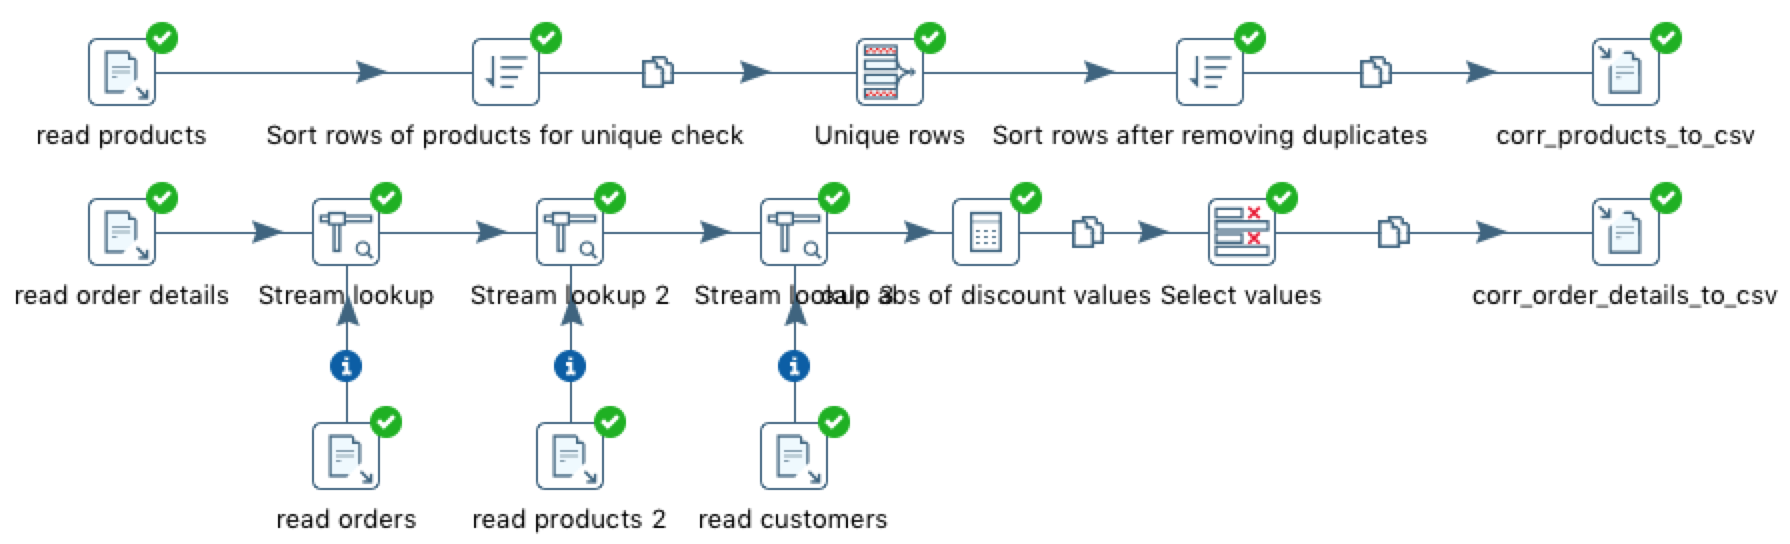 read products
Sort rows of products for unique check
Unique rows
Sort rows after removing duplicates
corr_products_to_csv
read order details
Stream lookup
Stream lookup 2
Stream lookup 3
abs of discount values
Select values
corr_order_details_to_csv
read orders
read products 2
read customers